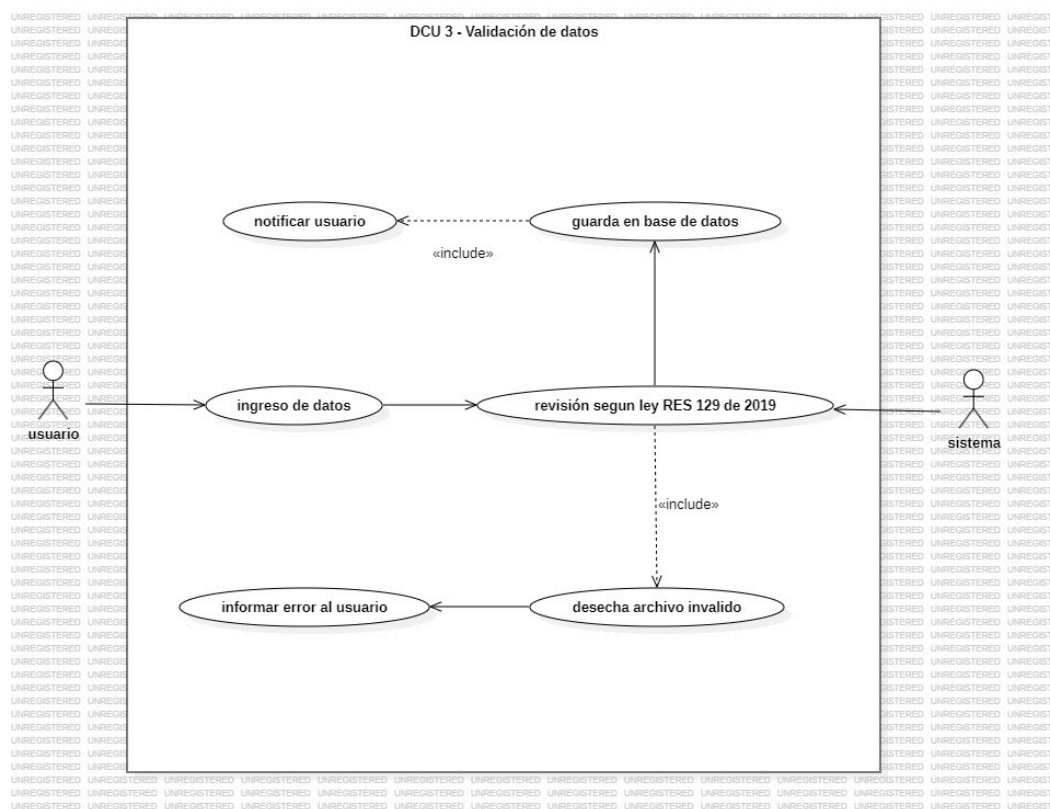 DCU 3 - Validación de datos
notificar usuario
guarda en base de datos
«include»
ingreso de datos
revisión segun ley RES 129 de 2019
usuario
sistema
«include»
informar error al usuario
desecha archivo invalido
UNREGISTERED